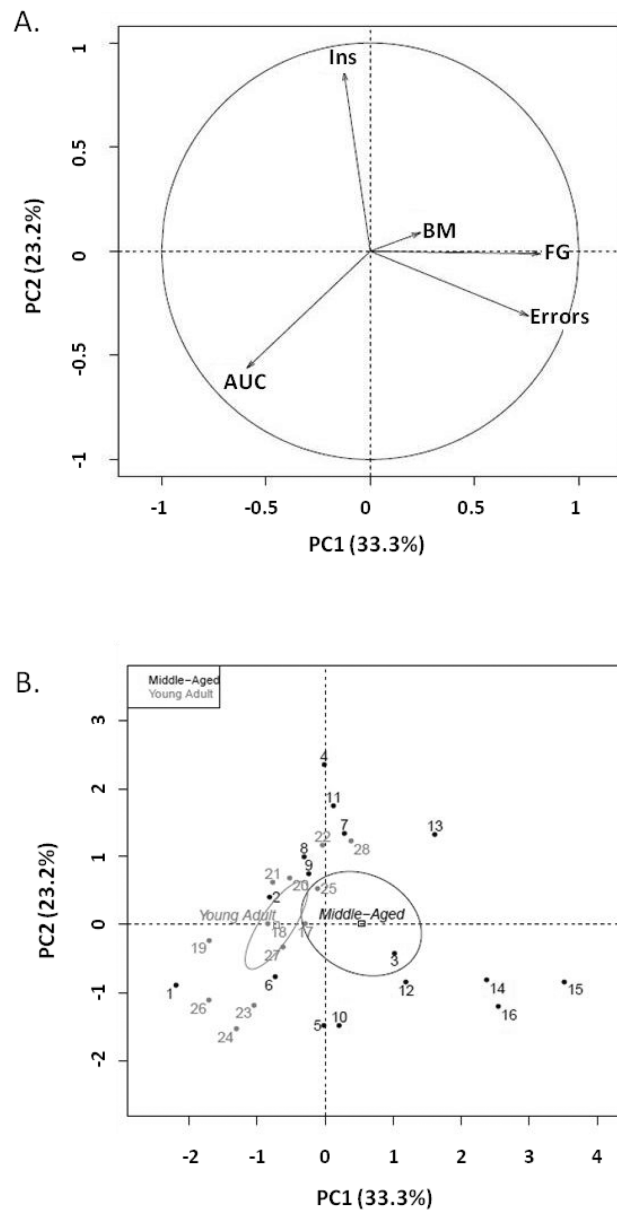 A.
1
Ins
0.5
BM
0
FG
Errors
-0.5
AUC
-1
PC2 (23.2%)
-1 -0.5 0 0.5 1
PC1 (33.3%)
B.
Middle-Aged
Young Adult
3
4
2
11
7 13
22 28
8
1
9
21
20 25
2
Young Adult Middle-Aged
0
18 17
19 27 3
6 12 14 15
1
-1
26 23 16
5 10
24
-2
PC2 (23.2%)
-2 -1 0 1 2 3 4
PC1 (33.3%)